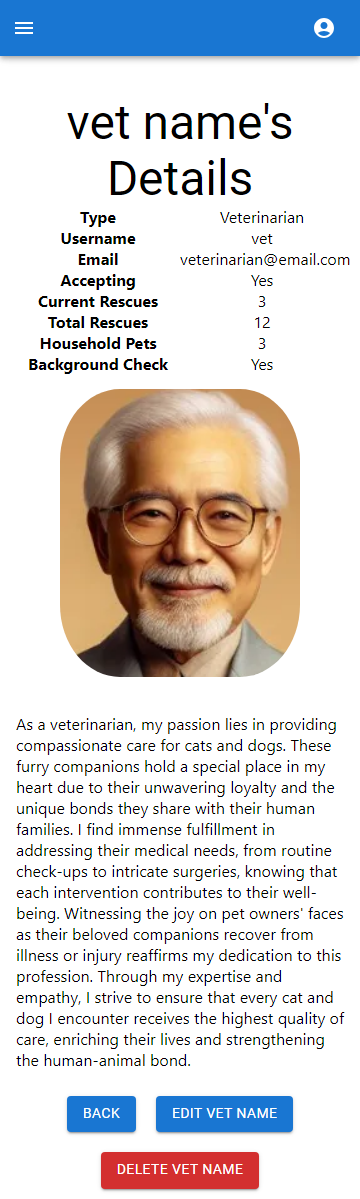 vet name's
Details
Type Veterinarian
Username vet
Email veterinarian@email.com
Accepting Yes
Current Rescues 3
Total Rescues 12
Household Pets 3
Background Check Yes
As a veterinarian, my passion lies in providing
compassionate care for cats and dogs. These
furry companions hold a special place in my
heart due to their unwavering loyalty and the
unique bonds they share with their human
families. I find immense fulfillment in
addressing their medical needs, from routine
check-ups to intricate surgeries, knowing that
each intervention contributes to their well-
being. Witnessing the joy on pet owners' faces
as their beloved companions recover from
illness or injury reaffirms my dedication to this
profession. Through my expertise and
empathy, I strive to ensure that every cat and
dog I encounter receives the highest quality of
care, enriching their lives and strengthening
the human-animal bond.
BACK EDIT VET NAME
DELETE VET NAME